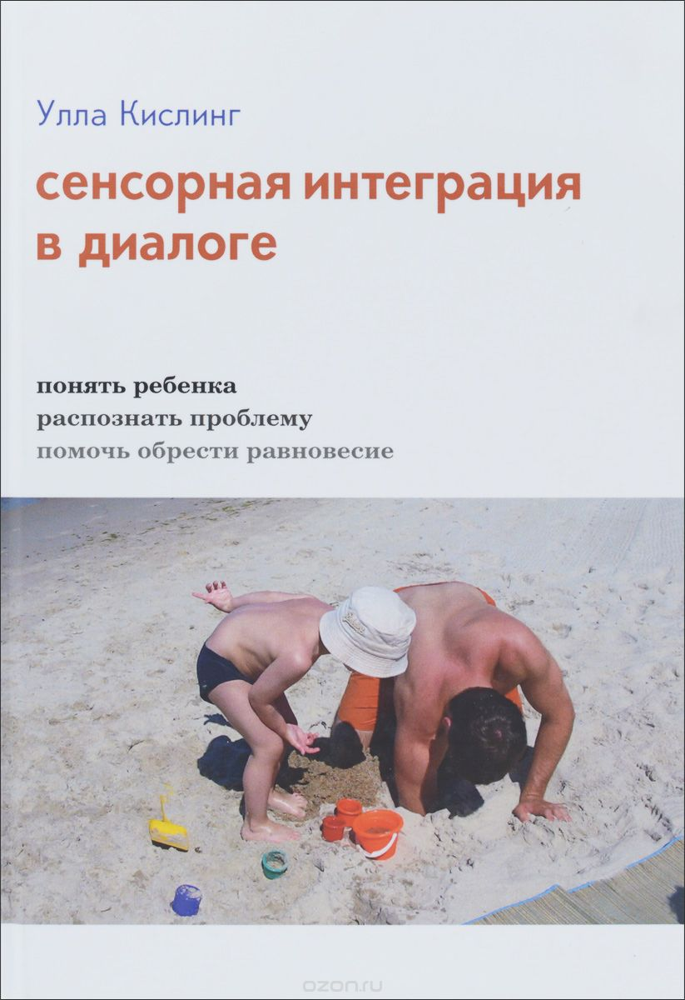 Улла Кислинг
сенсорная интеграция
в диалоге
понять ребенка
распознать проблему
помочь обрести равновесие
ozon.ru